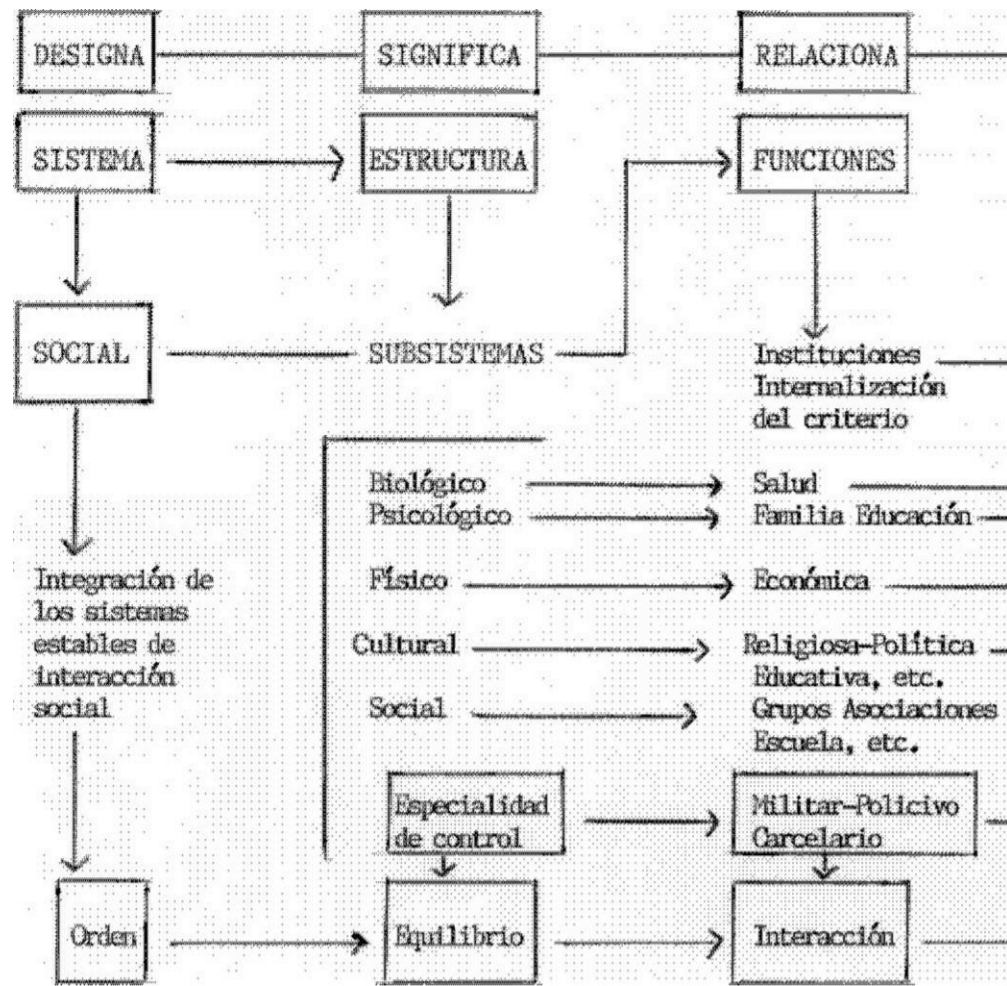 DESIGNA SIGNIFICA RELACIONA
SISTEMA ESTRUCTURA FUNCIONES
SOCIAL SUBSISTEMAS Instituciones
Internalización
del criterio
Biológico Salud
Psicológico Familia Educación
Integración de
los sistemas
estables de
interacción
social
Físico Económica
Cultural Religiosa-Política
Educativa, etc.
Social Grupos Asociaciones
Escuela, etc.
Especialidad
de control
Militar-Policivo
Carcelario
Orden Equilibrio Interacción